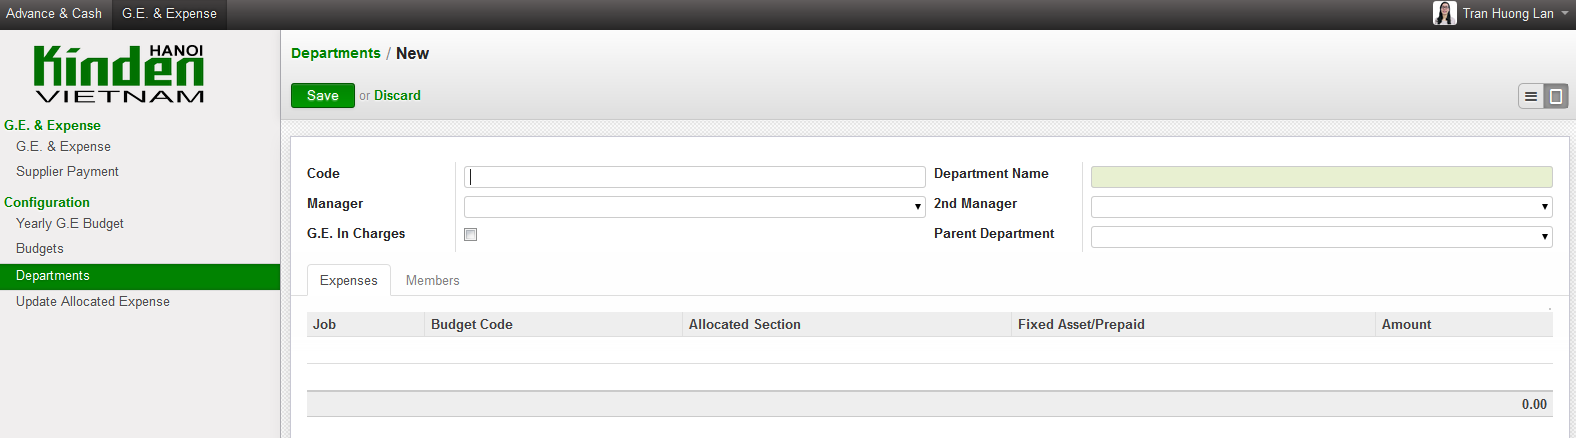 Advance & Cash G.E. & Expense Tran Huong Lan
HANOI
Kinden
VIETNAM
G.E. & Expense
G.E. & Expense
Supplier Payment
Configuration
Yearly G.E Budget
Budgets
Departments
Update Allocated Expense
Departments / New
Save or Discard
Code Department Name
Manager 2nd Manager
G.E. In Charges Parent Department
Expenses Members
Job Budget Code Allocated Section Fixed Asset/Prepaid Amount
0.00